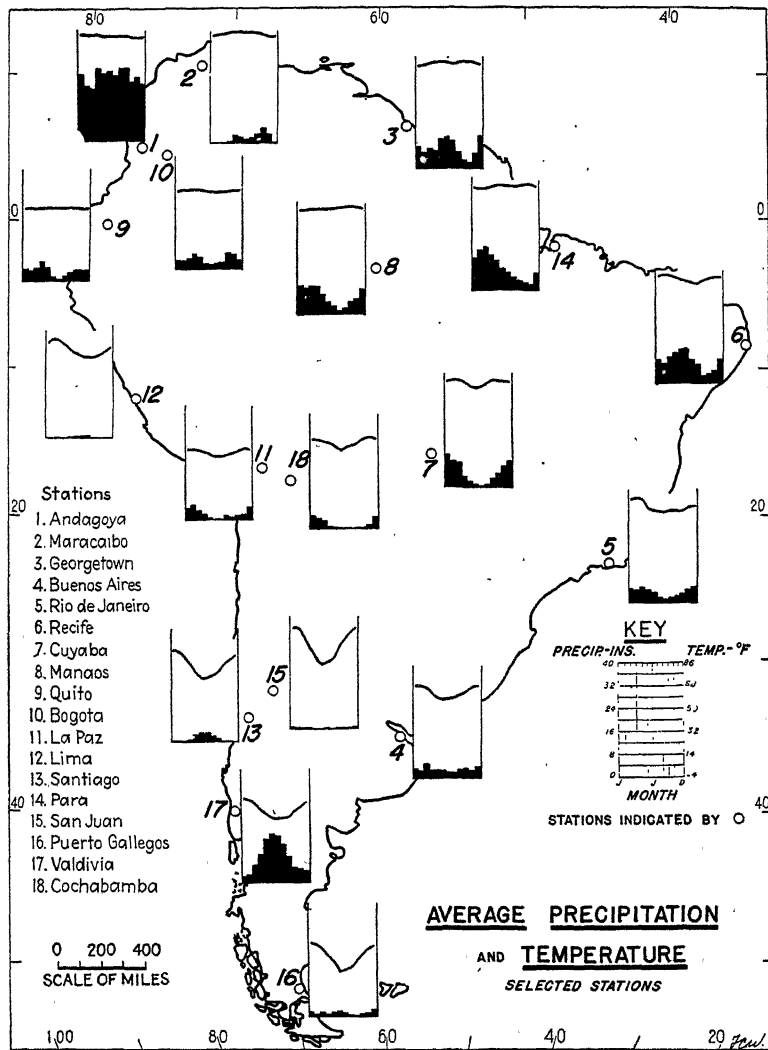 80
60
40
2
3
1
10
0
9
8
14
0
6
12
11
18
7
20
20
5
Stations
1. Andagoya
2. Maracaibo
3. Georgetown
4. Buenos Aires
5. Rio de Janeiro
6. Recife
7. Cuyaba
8. Manaos
9. Quito
10. Bogota
11. La Paz
12. Lima
13. Santiago
14. Para
15. San Juan
16. Puerto Gallegos
17. Valdivia
18. Cochabamba
KEY
PRECIP.-INS. TEMP.-°F
40 86
32
24 50
16 32
8 14
0 -4
J J D
MONTH
STATIONS INDICATED BY
15
13
4
17
40
40
16
0 200 400
SCALE OF MILES
AVERAGE PRECIPITATION
AND TEMPERATURE
SELECTED STATIONS
100 80 60 40 20